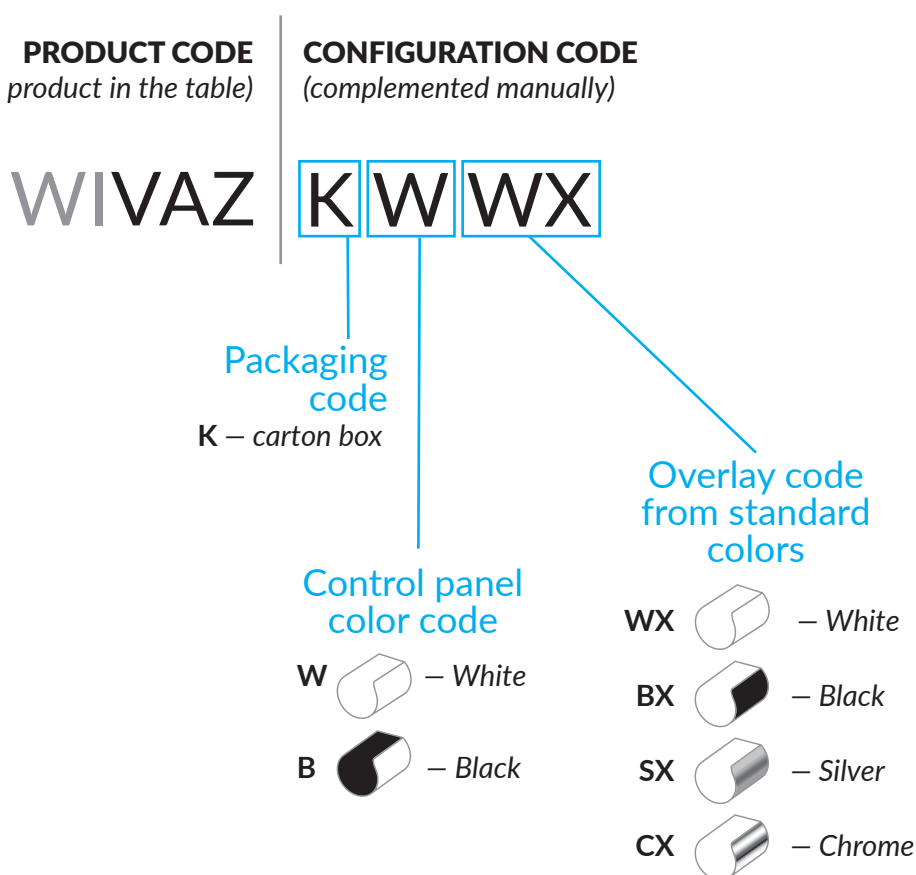 PRODUCT CODE
product in the table)
CONFIGURATION CODE
(complemented manually)
WIVAZ K W WX
Packaging
code
K – carton box
Control panel
color code
W – White
B – Black
Overlay code
from standard
colors
WX – White
BX – Black
SX – Silver
CX – Chrome